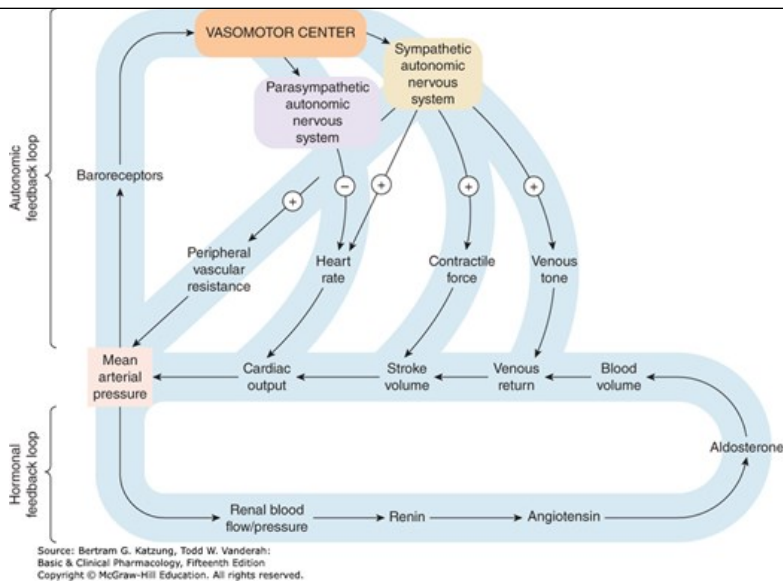 VASOMOTOR CENTER
Sympathetic
autonomic
nervous
system
Parasympathetic
autonomic
nervous
system
Autonomic
feedback loop
Baroreceptors
+
−
+
+
+
Peripheral
vascular
resistance
Heart
rate
Contractile
force
Venous
tone
Mean
arterial
pressure
Cardiac
output
Stroke
volume
Venous
return
Blood
volume
Hormonal
feedback loop
Aldosterone
Renal blood
flow/pressure
Renin
Angiotensin
Source: Bertram G. Katzung, Todd W. Vanderah:
Basic & Clinical Pharmacology, Fifteenth Edition
Copyright © McGraw-Hill Education. All rights reserved.